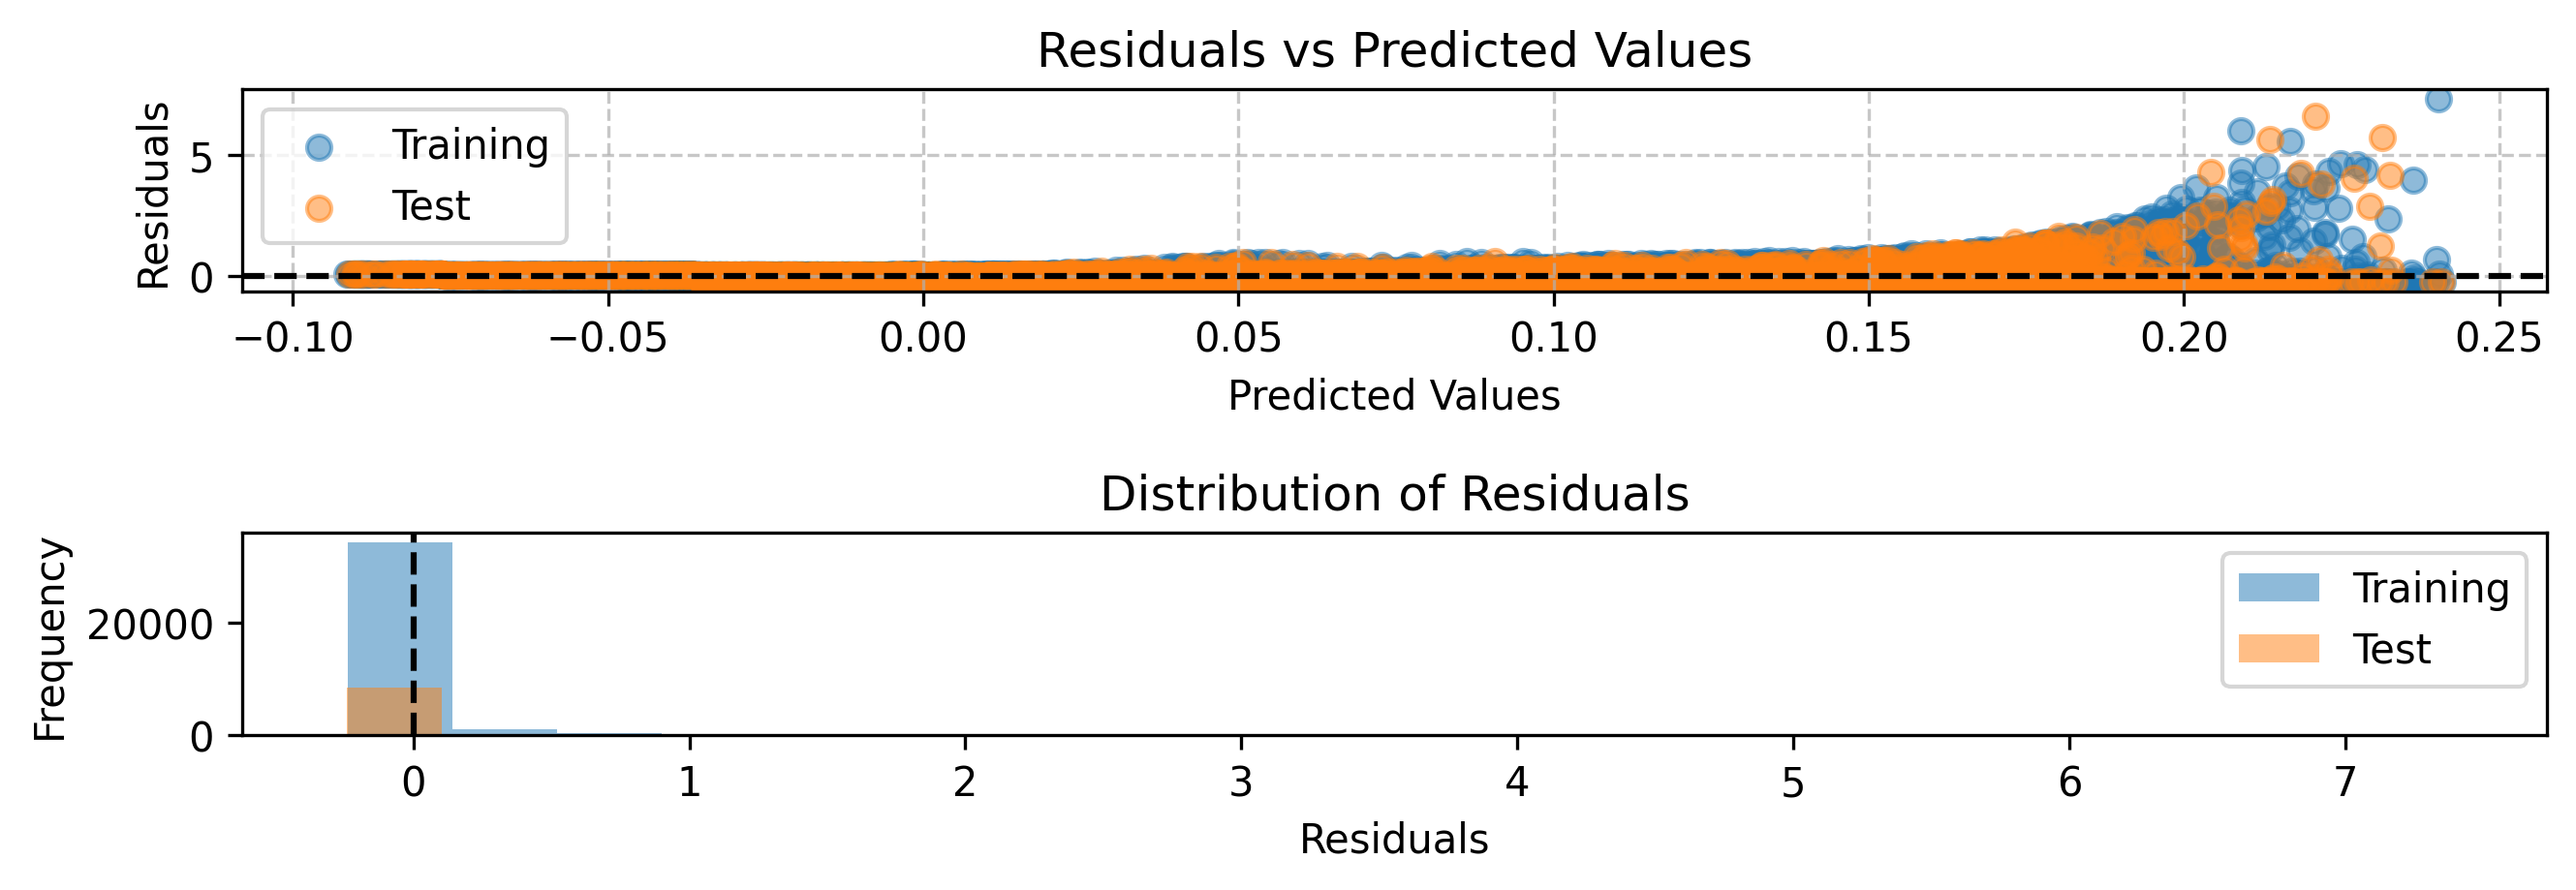 Residuals vs Predicted Values
Residuals
5
0
Training
Test
−0.10 −0.05 0.00 0.05 0.10 0.15 0.20 0.25
Predicted Values
Distribution of Residuals
Frequency
20000
0
Training
Test
0 1 2 3 4 5 6 7
Residuals